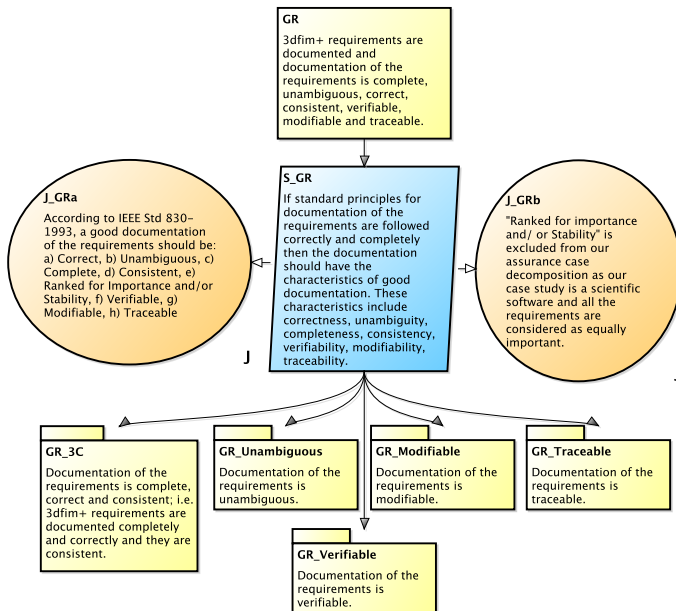 GR
3dfim+ requirements are
documented and
documentation of the
requirements is complete,
unambiguous, correct,
consistent, verifiable,
modifiable and traceable.
J_GRa
According to IEEE Std 830-
1993, a good documentation
of the requirements should be:
a) Correct, b) Unambiguous, c)
Complete, d) Consistent, e)
Ranked for Importance and/or
Stability, f) Verifiable, g)
Modifiable, h) Traceable
J
S_GR
If standard principles for
documentation of the
requirements are followed
correctly and completely
then the documentation
should have the
characteristics of good
documentation. These
characteristics include
correctness, unambiguity,
completeness, consistency,
verifiability, modifiability,
traceability.
J_GRb
"Ranked for importance
and/ or Stability" is
excluded from our
assurance case
decomposition as our
case study is a scientific
software and all the
requirements are
considered as equally
important.
GR_3C
Documentation of the
requirements is complete,
correct and consistent; i.e.
3dfim+ requirements are
documented completely
and correctly and they are
consistent.
GR_Unambiguous
Documentation of the
requirements is
unambiguous.
GR_Modifiable
Documentation of the
requirements is
modifiable.
GR_Traceable
Documentation of the
requirements is
traceable.
GR_Verifiable
Documentation of the
requirements is
verifiable.